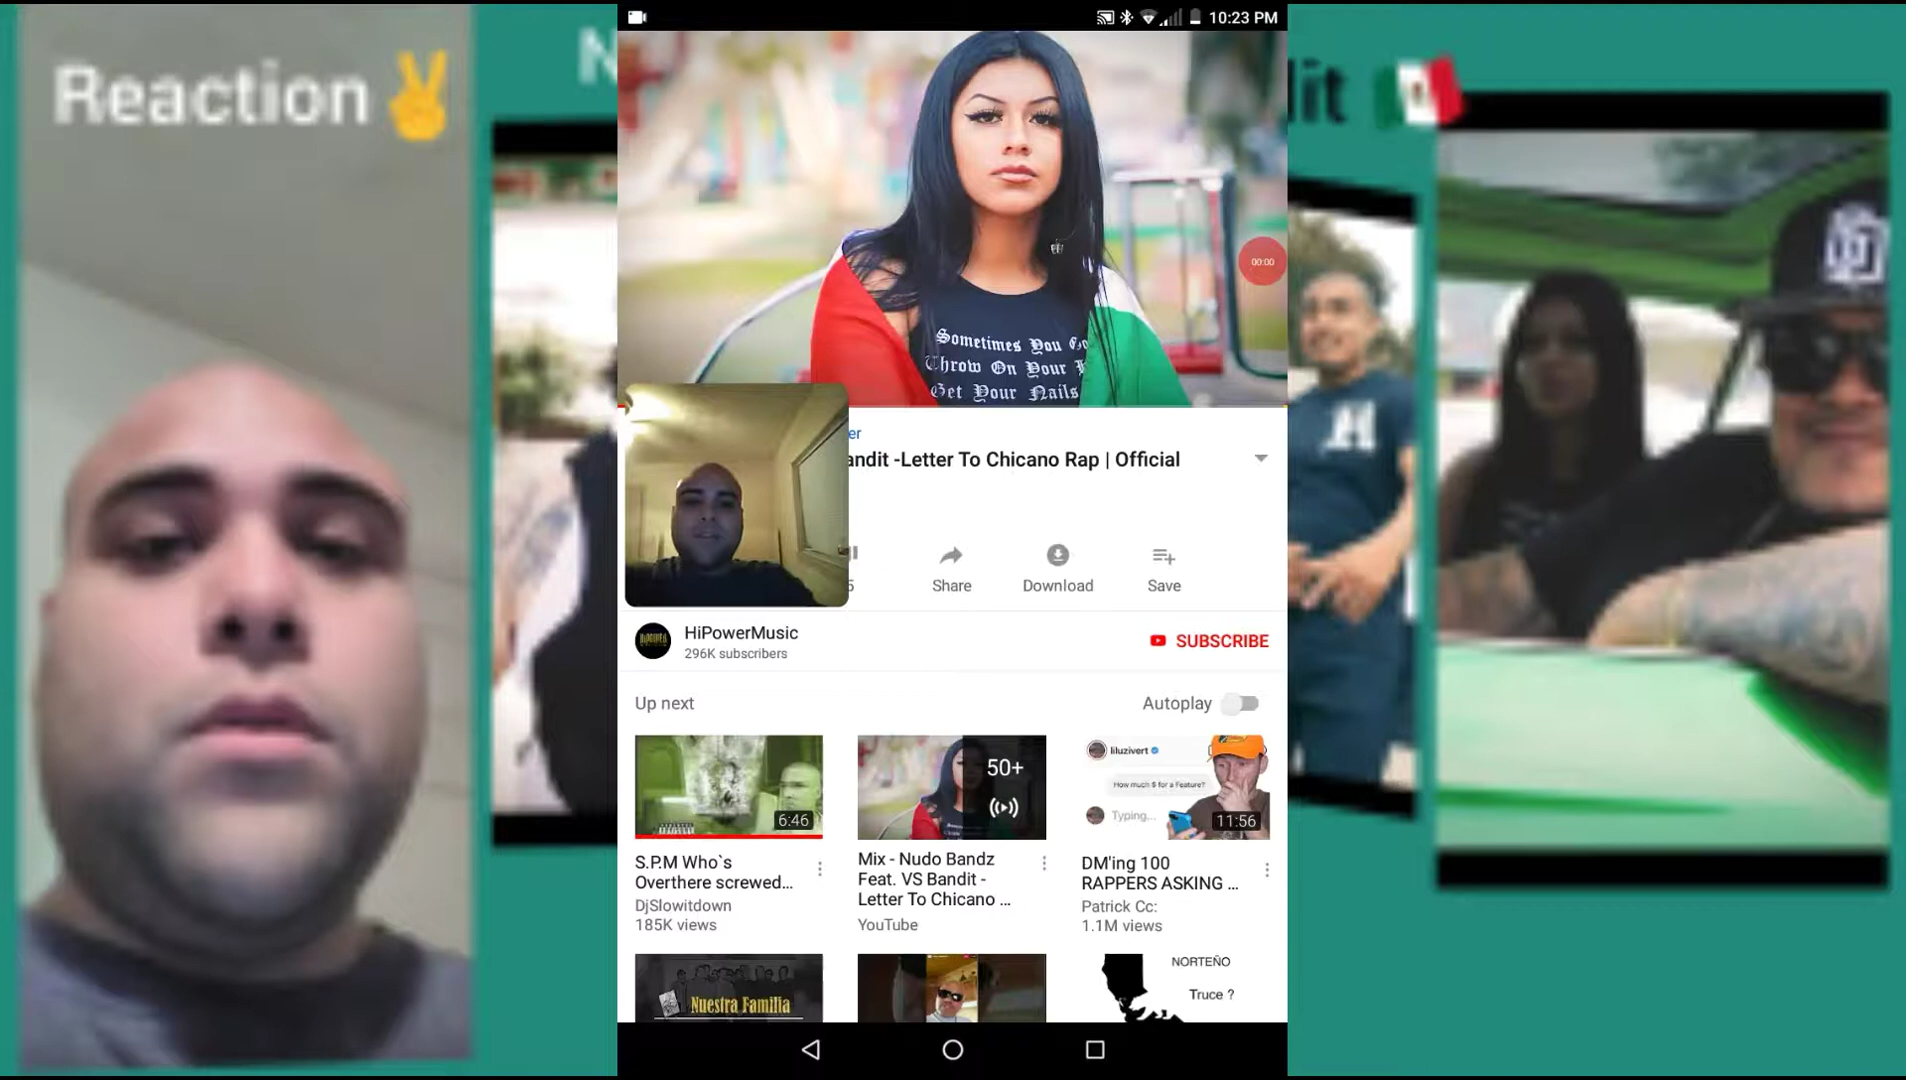 Reaction✌
N
dit 🇲🇽
10:23 PM
00:00
Sometimes You Go
Throw On Your
Get Your Nails
er
andit -Letter To Chicano Rap | Official
5
Share
Download
Save
HiPowerMusic
296K subscribers
SUBSCRIBE
Up next
Autoplay
6:46
50+
liluzivert
How much $ for a Feature?
Typing...
11:56
S.P.M Who`s
Overthere screwed...
DjSlowitdown
185K views
Mix - Nudo Bandz
Feat. VS Bandit -
Letter To Chicano ...
YouTube
DM'ing 100
RAPPERS ASKING ...
Patrick Cc:
1.1M views
Nuestra Familia
NORTEÑO
Truce ?